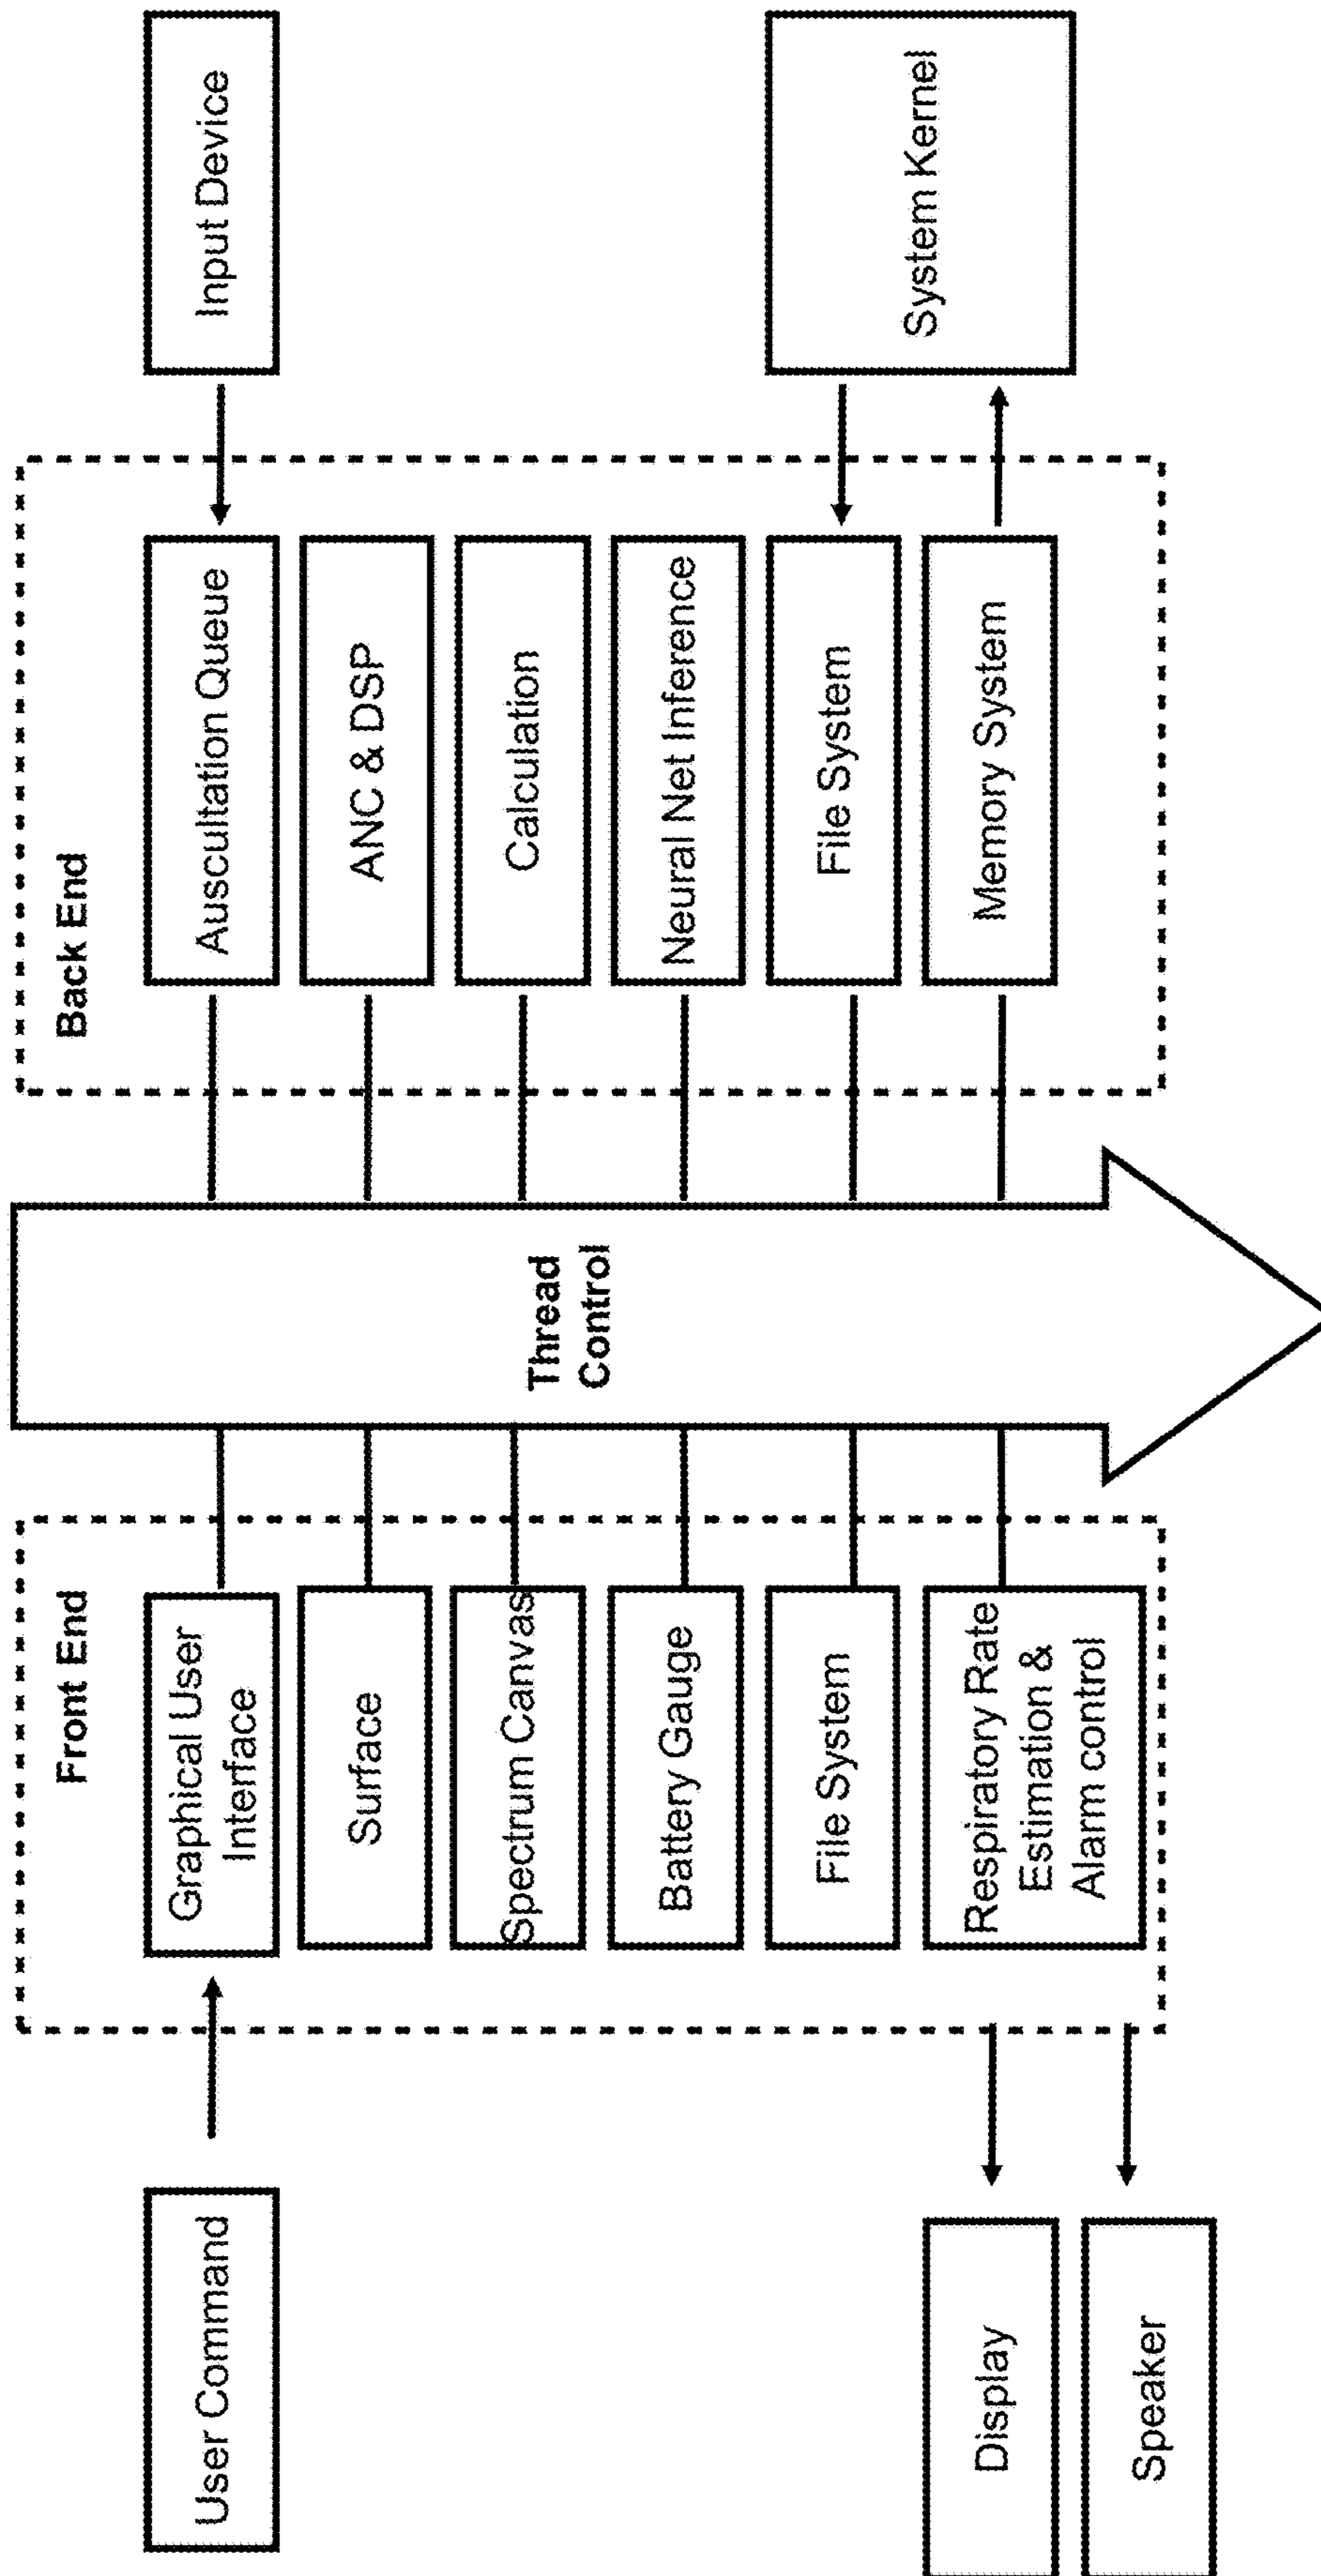 User Command
Display
Speaker
Front End
Graphical User
Interface
Surface
Spectrum Canvas
Battery Gauge
File System
Respiratory Rate
Estimation &
Alarm control
Thread
Control
Back End
Auscultation Queue
ANC & DSP
Calculation
Neural Net Inference
File System
Memory System
Input Device
System Kernel